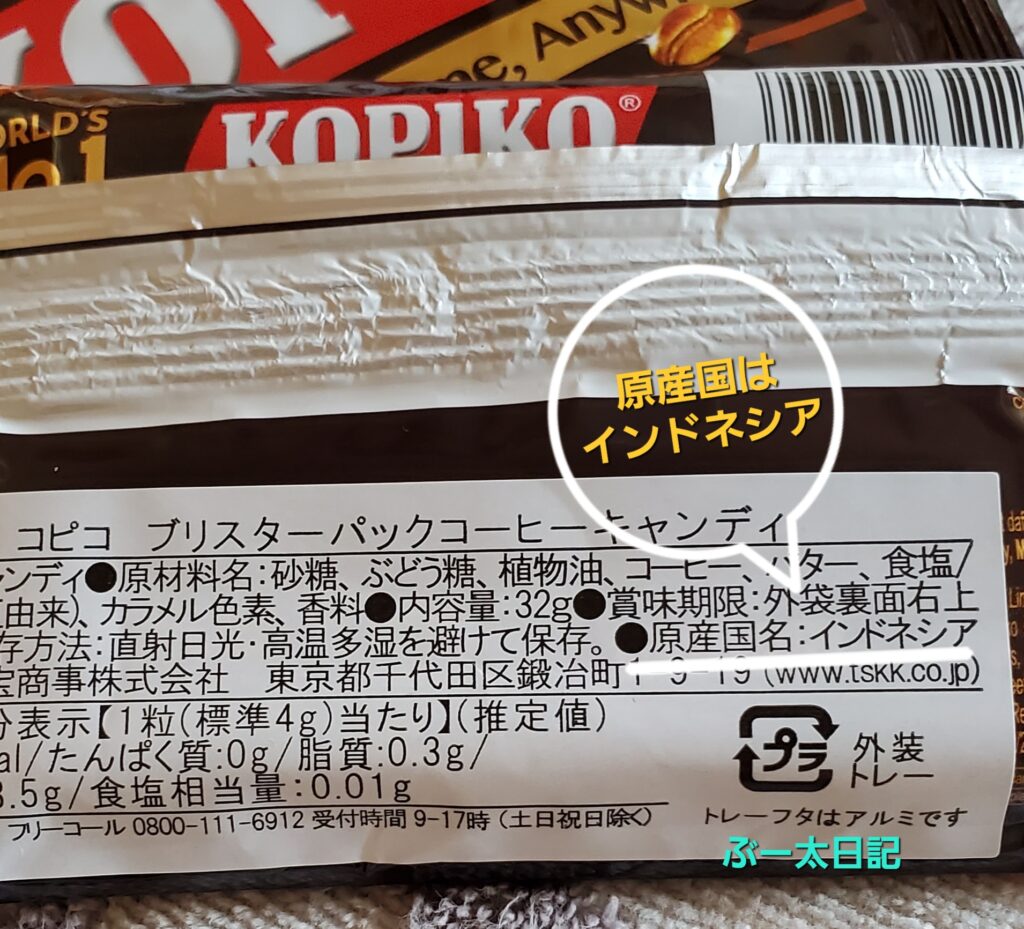 KOPIKO®
原産国は
インドネシア
コピコ ブリスターパックコーヒーキャンディ
ンディ●原材料名:砂糖、ぶどう糖、植物油、コーヒー、バター、食塩/
由来)、カラメル色素、香料●内容量:32g●賞味期限:外袋裏面右上
存方法:直射日光・高温多湿を避けて保存。●原産国名:インドネシア
商事株式会社 東京都千代田区鍛冶町1-9-19 (www.tskk.co.jp)
分表示【1粒(標準4g)当たり】(推定値)
al/たんぱく質:0g/脂質:0.3g/
3.5g/食塩相当量:0.01g
フリーコール 0800-111-6912 受付時間 9-17時 (土日祝日除く)
プラ
外装
トレー
トレーフタはアルミです
ぶー太日記